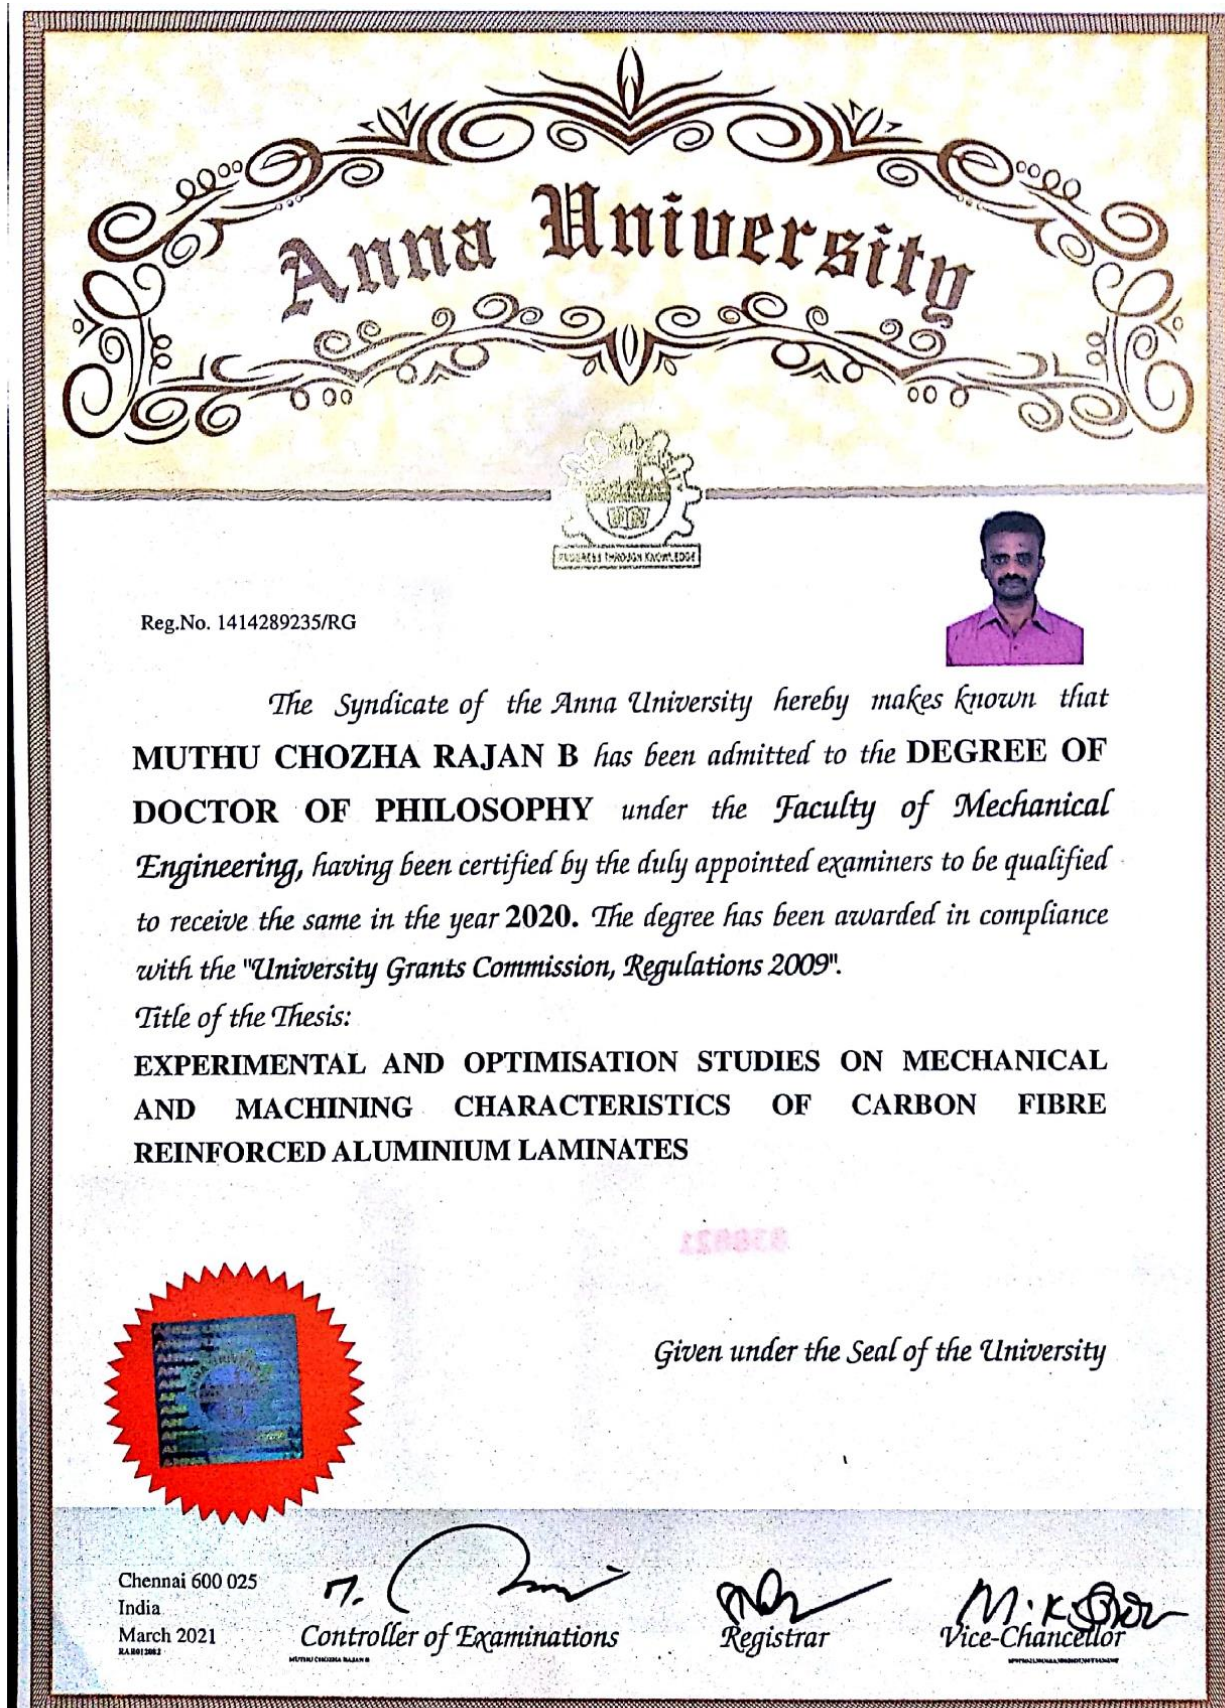 Anna University
PROGRESS THROUGH KNOWLEDGE
Reg.No. 1414289235/RG
The Syndicate of the Anna University hereby makes known that
MUTHU CHOZHA RAJAN B has been admitted to the DEGREE OF
DOCTOR OF PHILOSOPHY under the Faculty of Mechanical
Engineering, having been certified by the duly appointed examiners to be qualified
to receive the same in the year 2020. The degree has been awarded in compliance
with the "University Grants Commission, Regulations 2009".
Title of the Thesis:
EXPERIMENTAL AND OPTIMISATION STUDIES ON MECHANICAL
AND MACHINING CHARACTERISTICS OF CARBON FIBRE
REINFORCED ALUMINIUM LAMINATES
Given under the Seal of the University
Chennai 600 025
India
March 2021
Controller of Examinations
Registrar
Vice-Chancellor
MUTHU CHOZHA RAJAN B